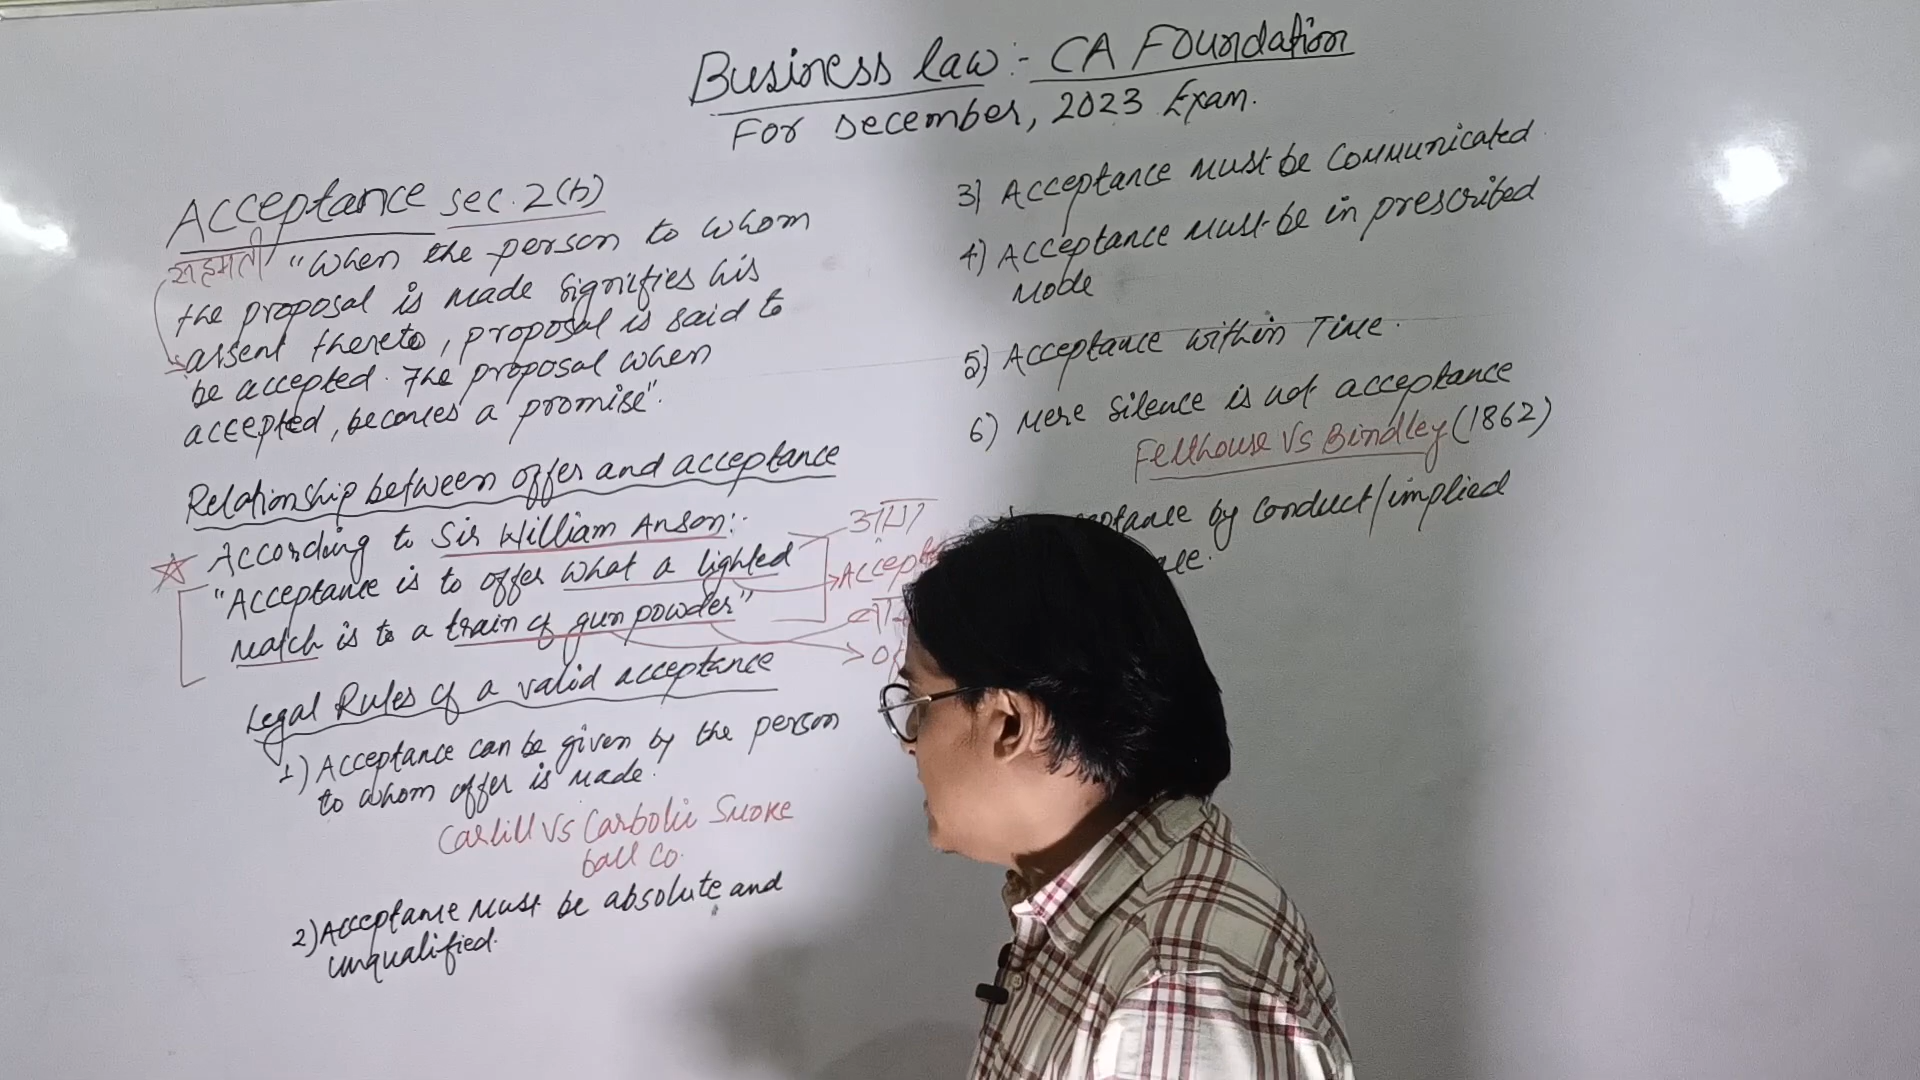 Business law :- CA Foundation
For December, 2023 Exam.
Acceptance sec. 2(b)
सहमती "When the person to whom
the proposal is made signifies his
assent thereto, proposal is said to
be accepted. The proposal when
accepted, becomes a promise".
Relationship between offer and acceptance
According to Sir William Anson:-
"Acceptance is to offer what a lighted
match is to a train of gun powder"
Legal Rules of a valid acceptance
1) Acceptance can be given by the person
to whom offer is made.
Carlill Vs Carbolic Smoke
ball Co.
2) Acceptance must be absolute and
unqualified.
3) Acceptance must be communicated
4) Acceptance must be in prescribed
mode
5) Acceptance within Time.
6) Mere silence is not acceptance
Felthouse Vs Bindley (1862)
by conduct/implied